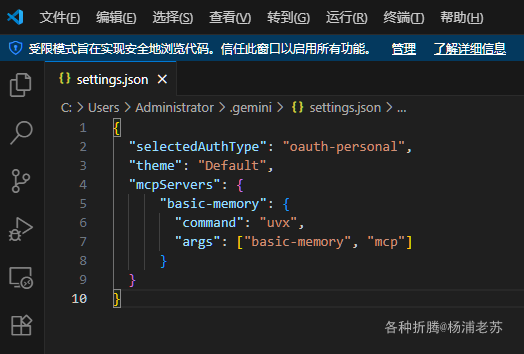 文件(F) 编辑(E) 选择(S) 查看(V) 转到(G) 运行(R) 终端(T) 帮助(H)
受限模式旨在实现安全地浏览代码。信任此窗口以启用所有功能。 管理 了解详细信息
{} settings.json ×
C: > Users > Administrator > .gemini > {} settings.json > ...
1 {
2 "selectedAuthType": "oauth-personal",
3 "theme": "Default",
4 "mcpServers": {
5 "basic-memory": {
6 "command": "uvx",
7 "args": ["basic-memory", "mcp"]
8 }
9 }
10 }
各种折腾@杨浦老苏